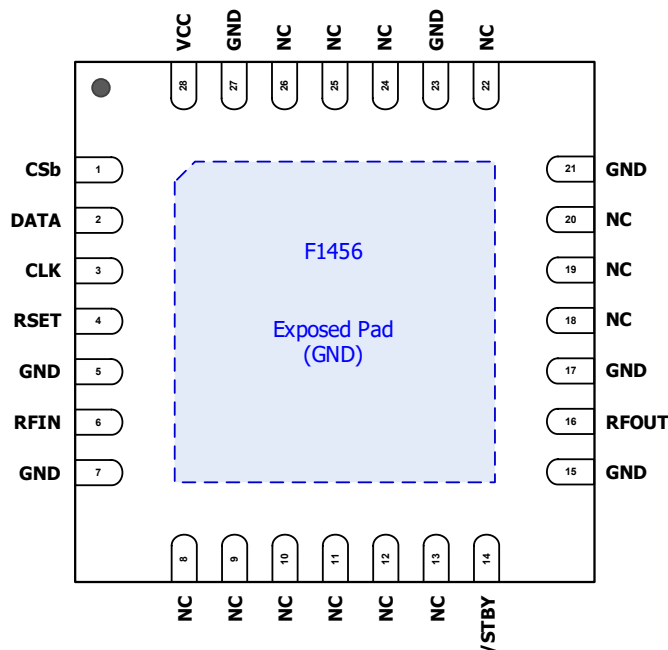 VCC GND NC NC NC GND NC
28 27 26 25 24 23 22
CSb 1 21 GND
DATA 2 20 NC
CLK 3 19 NC
RSET 4 18 NC
GND 5 17 GND
RFIN 6 16 RFOUT
GND 7 15 GND
F1456
Exposed Pad
(GND)
8 9 10 11 12 13 14
NC NC NC NC NC NC